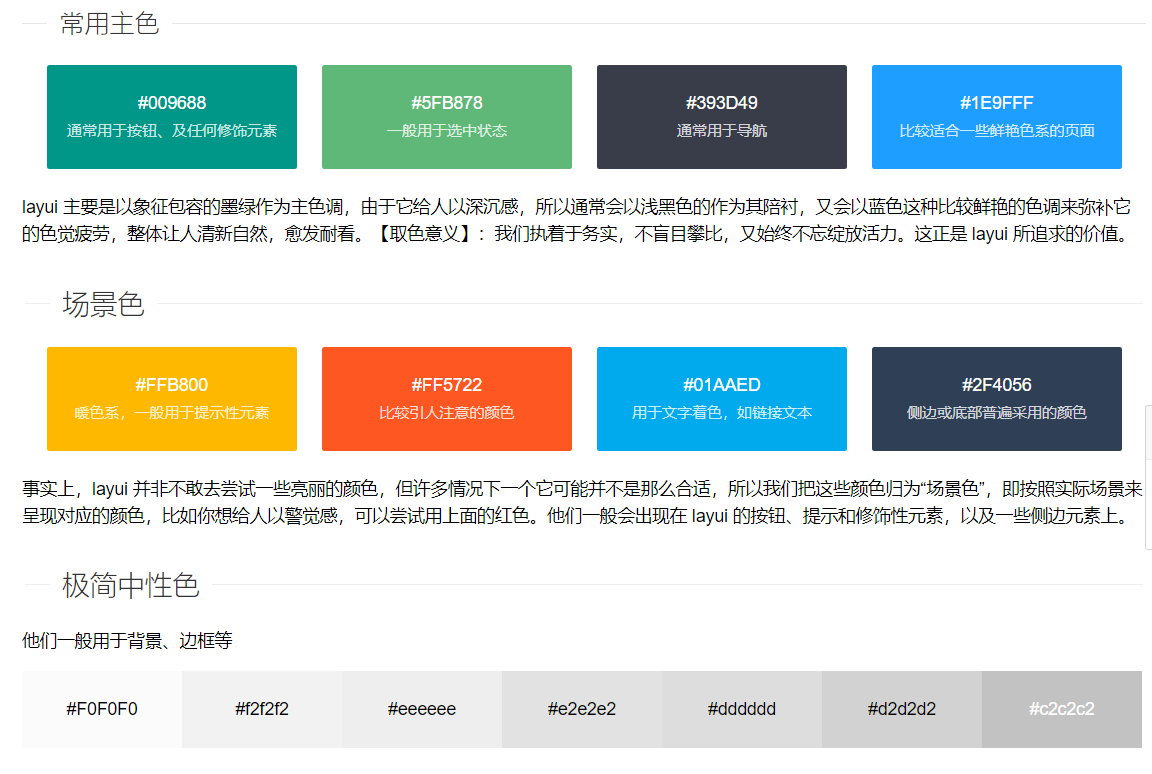 常用主色
#009688
通常用于按钮、及任何修饰元素
#5FB878
一般用于选中状态
#393D49
通常用于导航
#1E9FFF
比较适合一些鲜艳色系的页面
layui 主要是以象征包容的墨绿作为主色调，由于它给人以深沉感，所以通常会以浅黑色的作为其陪衬，又会以蓝色这种比较鲜艳的色调来弥补它
的色觉疲劳，整体让人清新自然，愈发耐看。【取色意义】：我们执着于务实，不盲目攀比，又始终不忘绽放活力。这正是 layui 所追求的价值。
场景色
#FFB800
暖色系，一般用于提示性元素
#FF5722
比较引人注意的颜色
#01AAED
用于文字着色，如链接文本
#2F4056
侧边或底部普遍采用的颜色
事实上，layui 并非不敢去尝试一些亮丽的颜色，但许多情况下一个它可能并不是那么合适，所以我们把这些颜色归为“场景色”，即按照实际场景来
呈现对应的颜色，比如你想给人以警觉感，可以尝试用上面的红色。他们一般会出现在 layui 的按钮、提示和修饰性元素，以及一些侧边元素上。
极简中性色
他们一般用于背景、边框等
#F0F0F0
#f2f2f2
#eeeeee
#e2e2e2
#dddddd
#d2d2d2
#c2c2c2